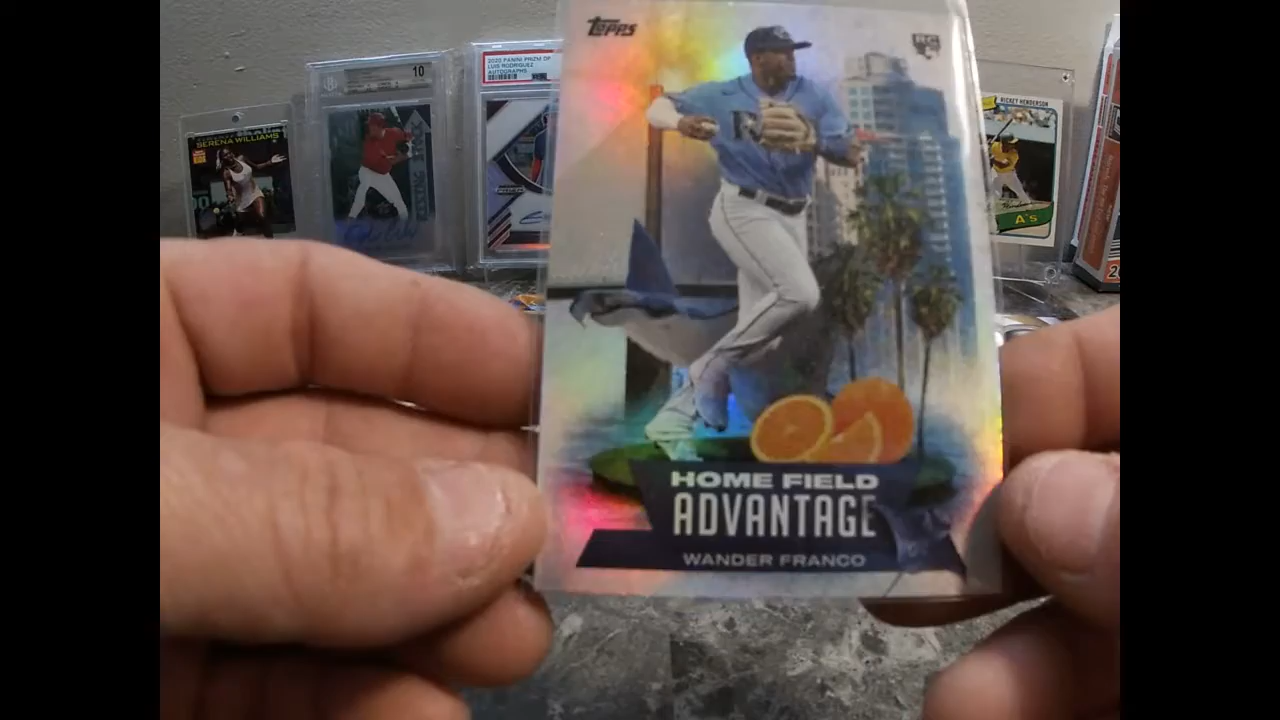 Topps
RC
HOME FIELD
ADVANTAGE
WANDER FRANCO
SERENA WILLIAMS
10
2020 PANINI PRIZM DP
LUIS RODRIGUEZ
AUTOGRAPHS
RICKEY HENDERSON
A's